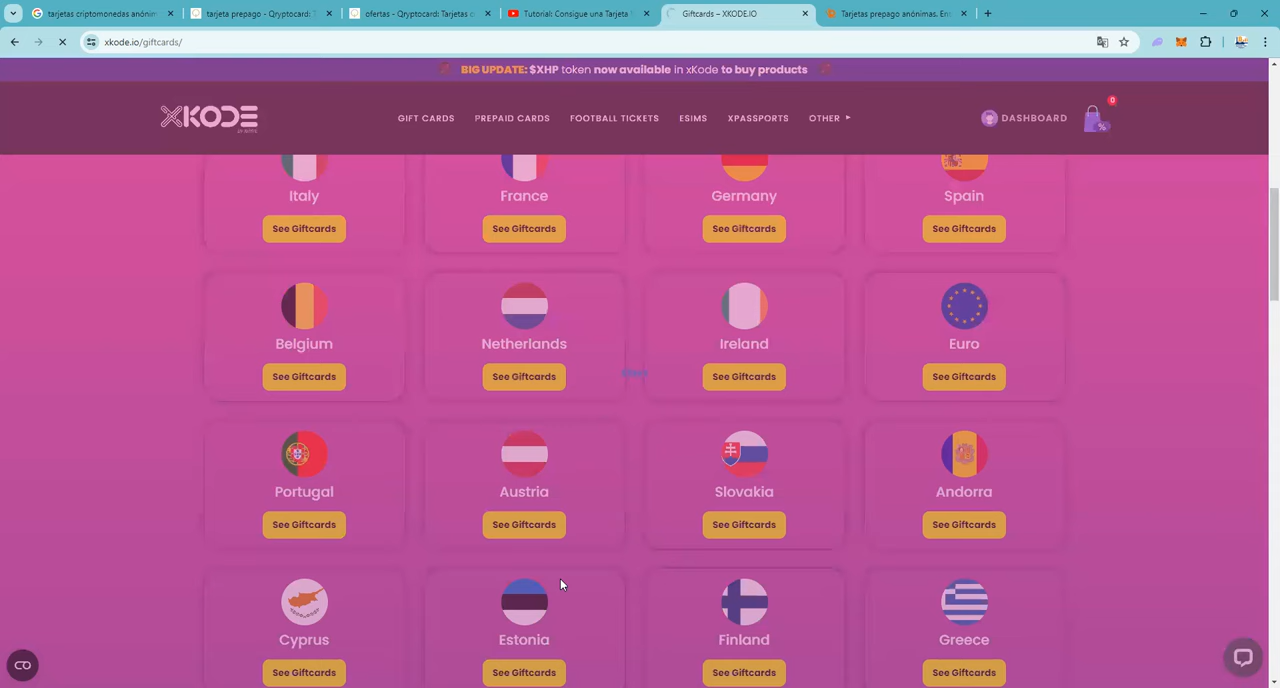 tarjetas criptomonedas anónim
tarjeta prepago - Qryptocard: T
ofertas - Qryptocard: Tarjetas d
Tutorial: Consigue una Tarjeta
Giftcards – XKODE.IO
Tarjetas prepago anónimas. En
xkode.io/giftcards/
BIG UPDATE: $XHP token now available in xKode to buy products
XKODE
GIFT CARDS
PREPAID CARDS
FOOTBALL TICKETS
ESIMS
XPASSPORTS
OTHER
DASHBOARD
0
Italy
France
Germany
Spain
See Giftcards
See Giftcards
See Giftcards
See Giftcards
Belgium
Netherlands
Ireland
Euro
See Giftcards
See Giftcards
See Giftcards
See Giftcards
Portugal
Austria
Slovakia
Andorra
See Giftcards
See Giftcards
See Giftcards
See Giftcards
Cyprus
Estonia
Finland
Greece
See Giftcards
See Giftcards
See Giftcards
See Giftcards